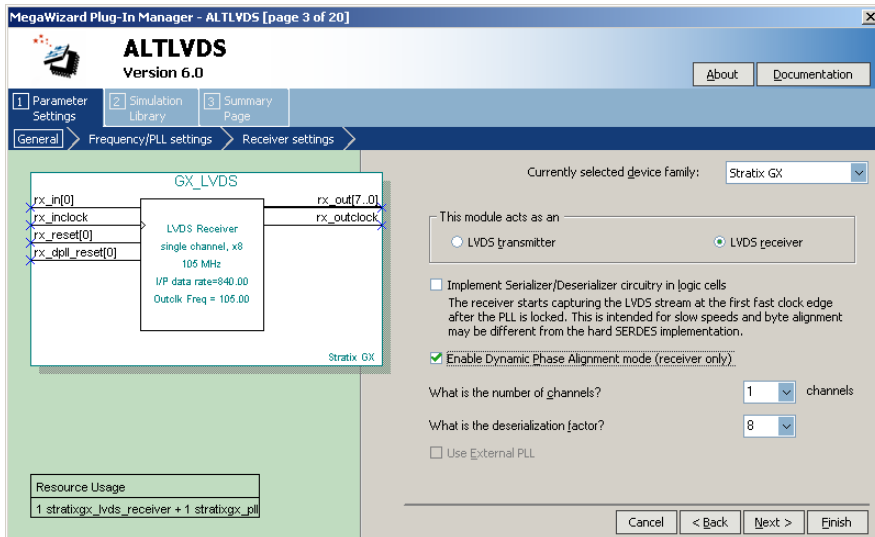 MegaWizard Plug-In Manager - ALTLVDS [page 3 of 20]
ALTLVDS
Version 6.0
About
Documentation
1 Parameter Settings
2 Simulation Library
3 Summary Page
General
Frequency/PLL settings
Receiver settings
GX_LVDS
rx_in[0]
rx_inclock
rx_reset[0]
rx_dpll_reset[0]
rx_out[7..0]
rx_outclock
LVDS Receiver
single channel, x8
105 MHz
I/P data rate=840.00
Outclk Freq = 105.00
Stratix GX
Resource Usage
1 stratixgx_lvds_receiver + 1 stratixgx_pll
Currently selected device family:
Stratix GX
This module acts as an
LVDS transmitter
LVDS receiver
Implement Serializer/Deserializer circuitry in logic cells
The receiver starts capturing the LVDS stream at the first fast clock edge
after the PLL is locked. This is intended for slow speeds and byte alignment
may be different from the hard SERDES implementation.
Enable Dynamic Phase Alignment mode (receiver only)
What is the number of channels?
1
channels
What is the deserialization factor?
8
Use External PLL
Cancel
< Back
Next >
Finish